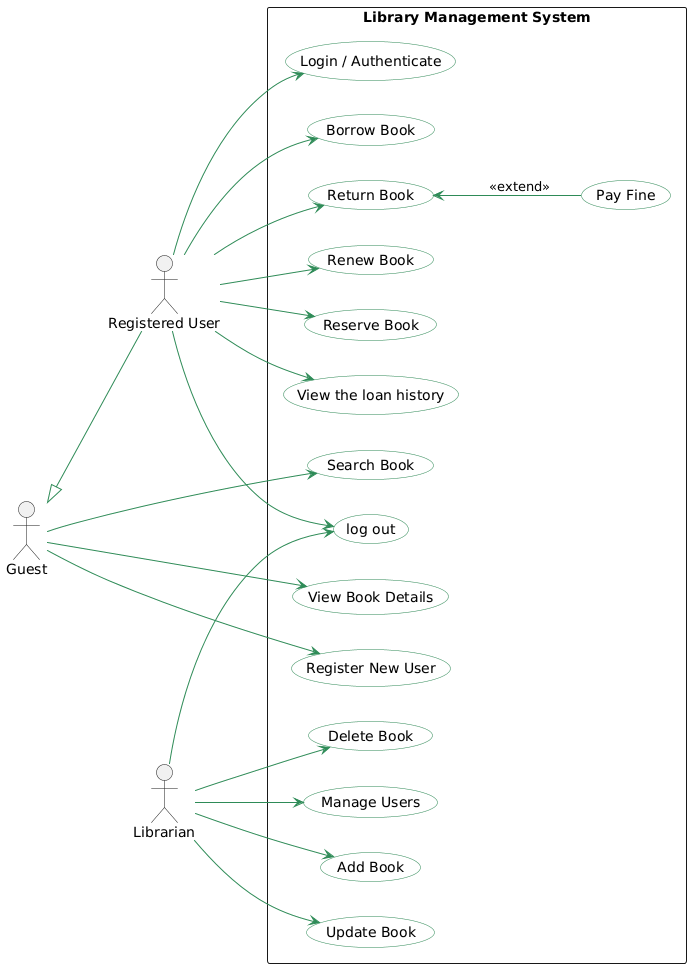 Library Management System
Login / Authenticate
Borrow Book
Return Book
«extend»
Pay Fine
Renew Book
Registered User
Reserve Book
View the loan history
Search Book
log out
Guest
View Book Details
Register New User
Delete Book
Manage Users
Librarian
Add Book
Update Book